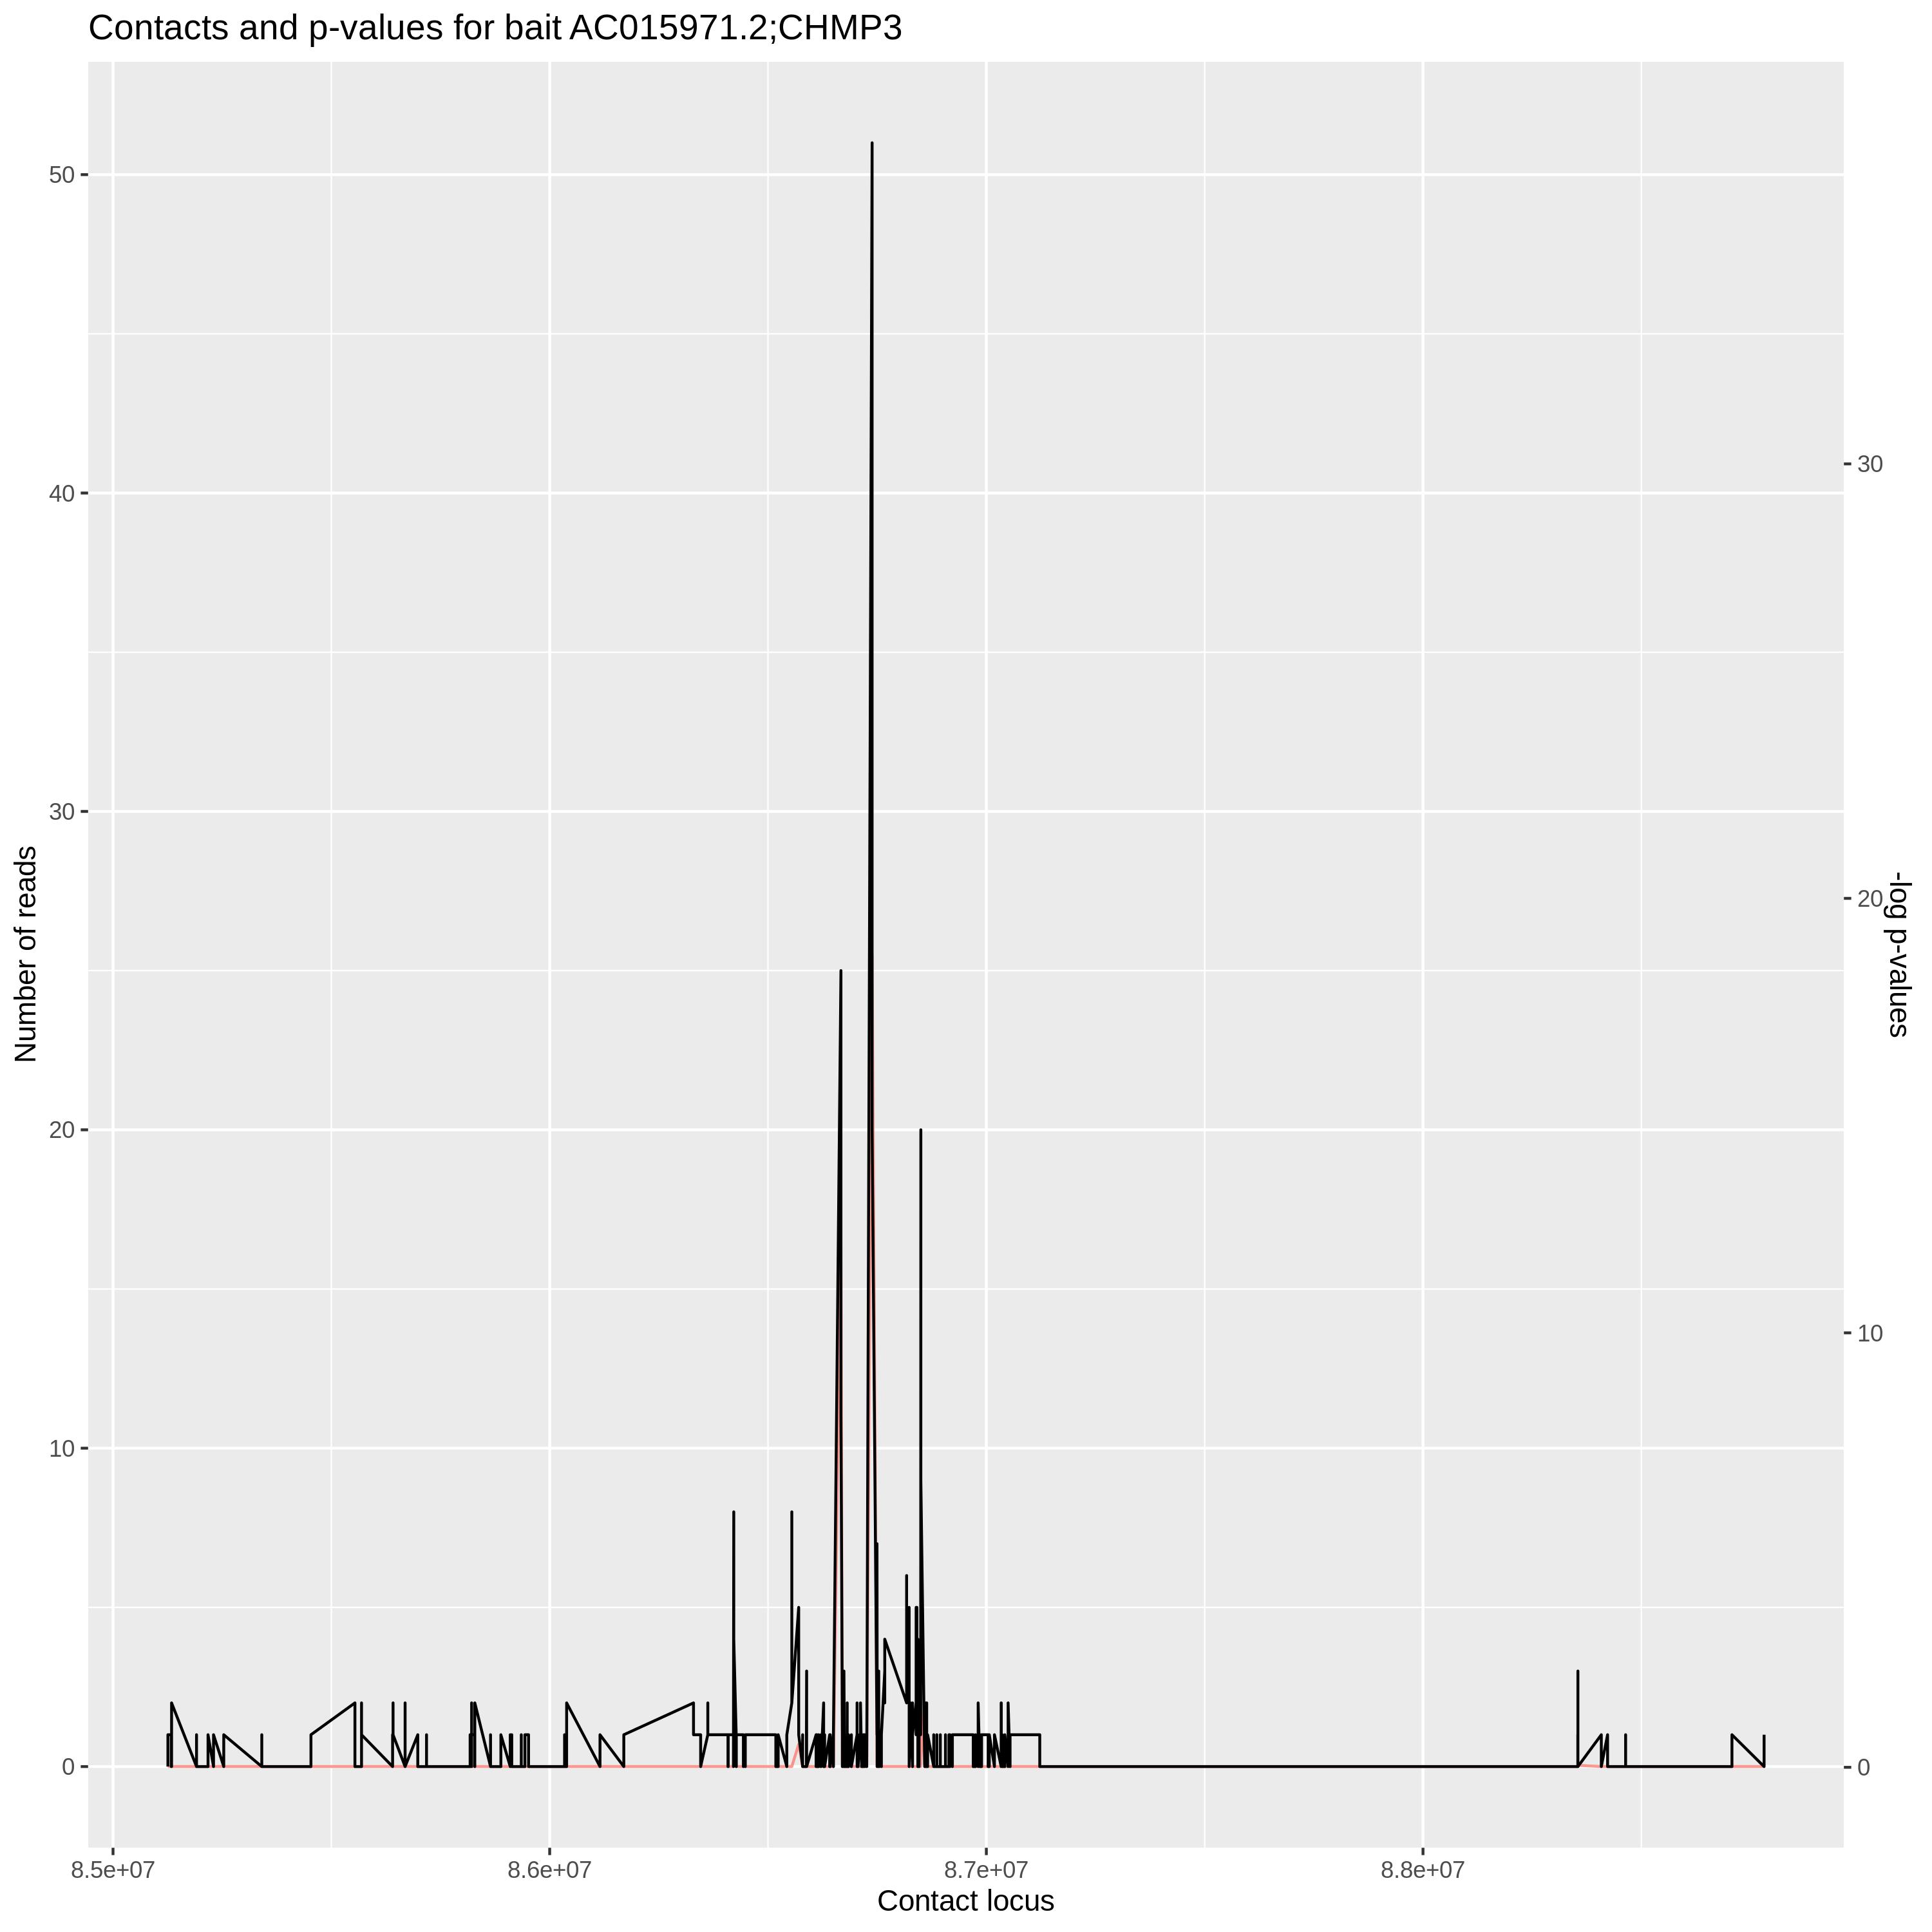 Contacts and p-values for bait AC015971.2;CHMP3
50
40
30
20
10
0
Number of reads
30
20
10
0
-log p-values
8.5e+07
8.6e+07
8.7e+07
8.8e+07
Contact locus